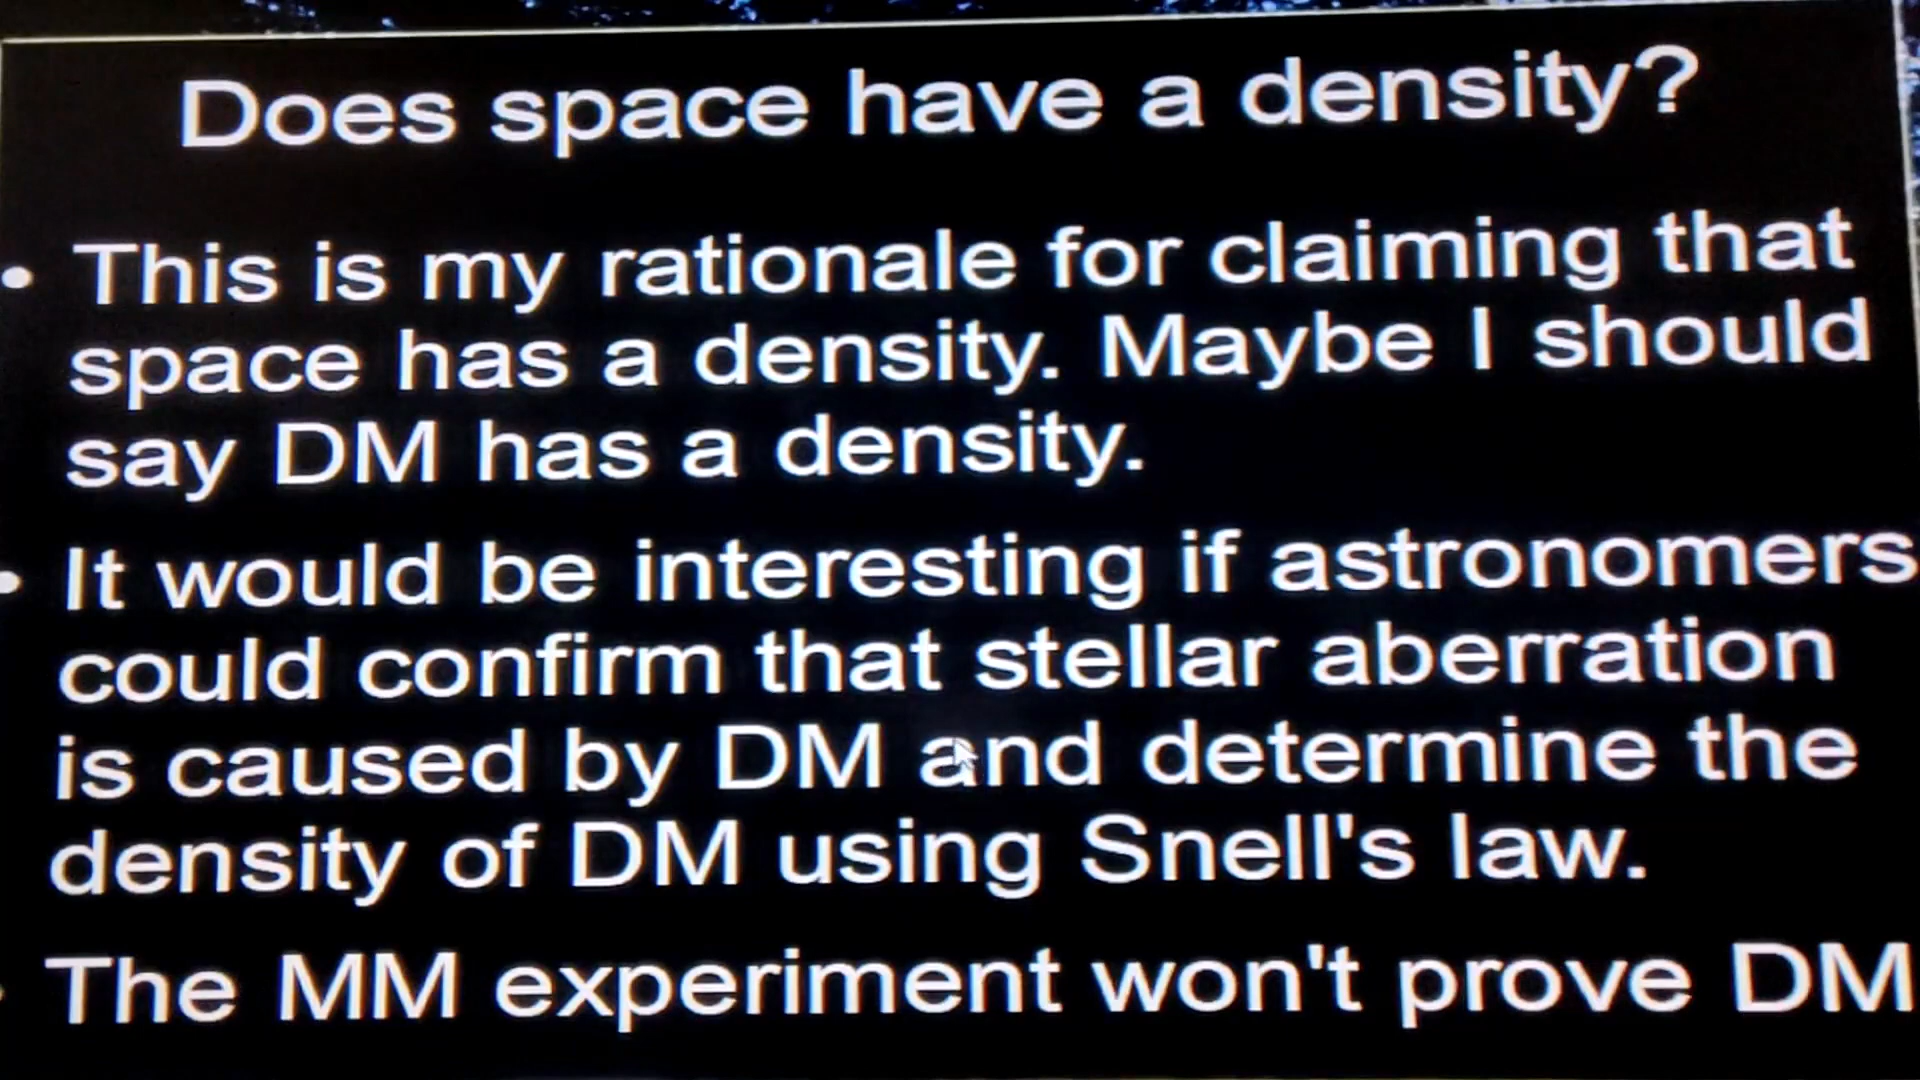 Does space have a density?
• This is my rationale for claiming that
space has a density. Maybe I should
say DM has a density.
• It would be interesting if astronomers
could confirm that stellar aberration
is caused by DM and determine the
density of DM using Snell's law.
• The MM experiment won't prove DM